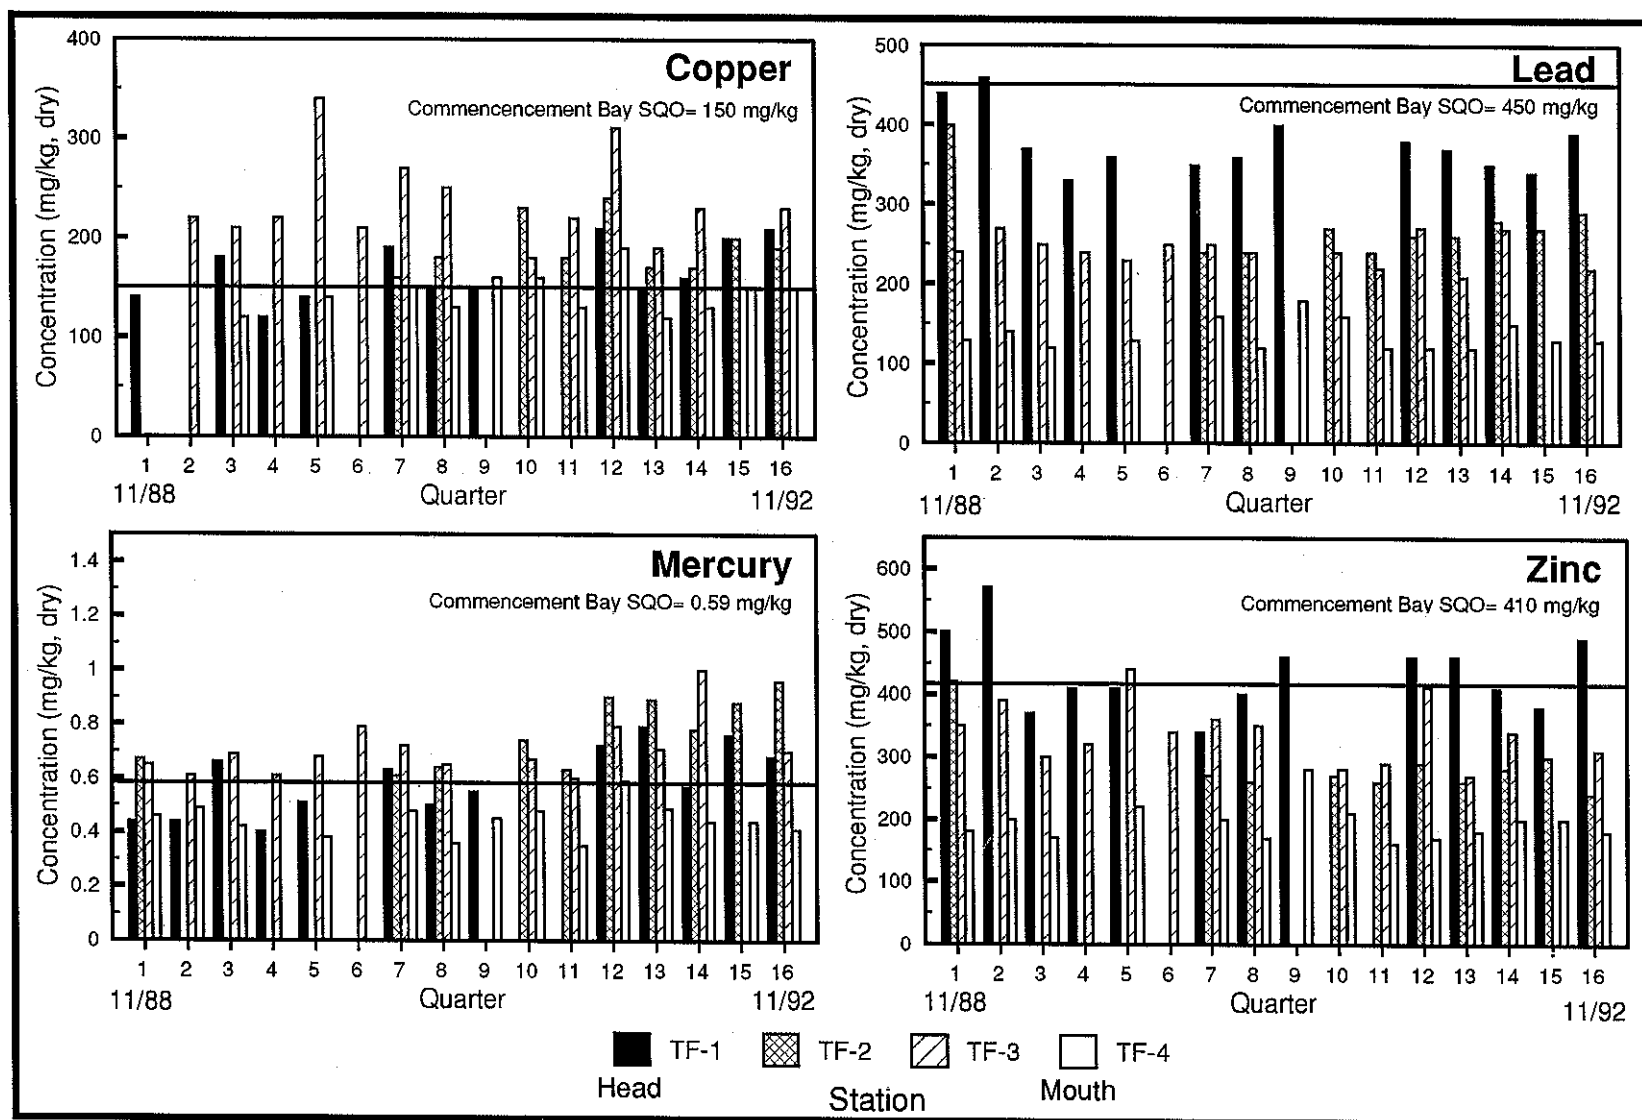 Copper
Commencencement Bay SQO= 150 mg/kg
Concentration (mg/kg, dry)
400
300
200
100
0
1 2 3 4 5 6 7 8 9 10 11 12 13 14 15 16
11/88 Quarter 11/92
Lead
Commencement Bay SQO= 450 mg/kg
Concentration (mg/kg, dry)
500
400
300
200
100
0
1 2 3 4 5 6 7 8 9 10 11 12 13 14 15 16
11/88 Quarter 11/92
Mercury
Commencement Bay SQO= 0.59 mg/kg
Concentration (mg/kg, dry)
1.4
1.2
1
0.8
0.6
0.4
0.2
0
1 2 3 4 5 6 7 8 9 10 11 12 13 14 15 16
11/88 Quarter 11/92
Zinc
Commencement Bay SQO= 410 mg/kg
Concentration (mg/kg, dry)
600
500
400
300
200
100
0
1 2 3 4 5 6 7 8 9 10 11 12 13 14 15 16
11/88 Quarter 11/92
TF-1 TF-2 TF-3 TF-4
Head Mouth
Station